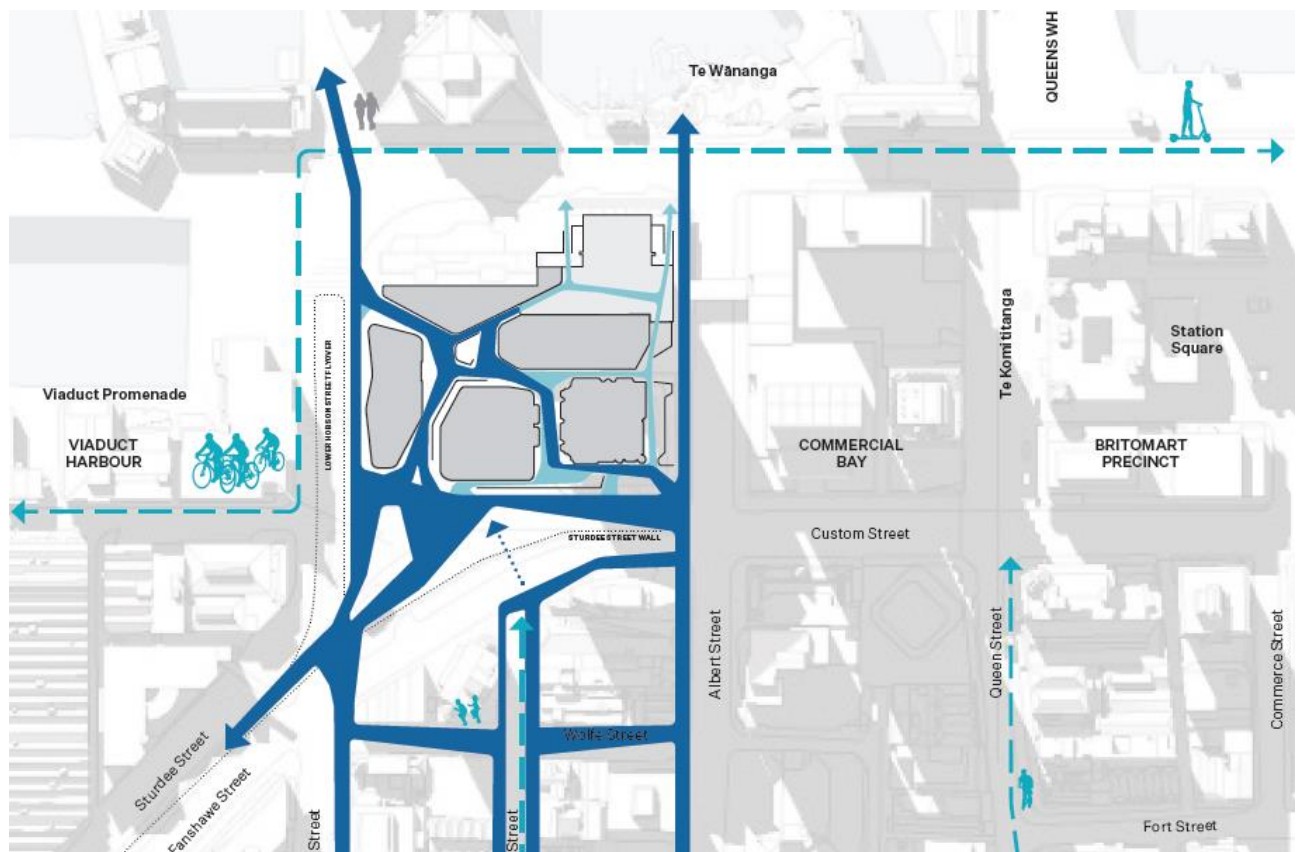 QUEENS WH
Te Wānanga
LOWER HOBSON STREET FLYOVER
Te Komititanga
Station
Square
Viaduct Promenade
VIADUCT
HARBOUR
COMMERCIAL
BAY
BRITOMART
PRECINCT
STURDEE STREET WALL
Custom Street
Albert Street
Queen Street
Commerce Street
Wolfe Street
Sturdee Street
Fanshawe Street
Street
Street
Fort Street